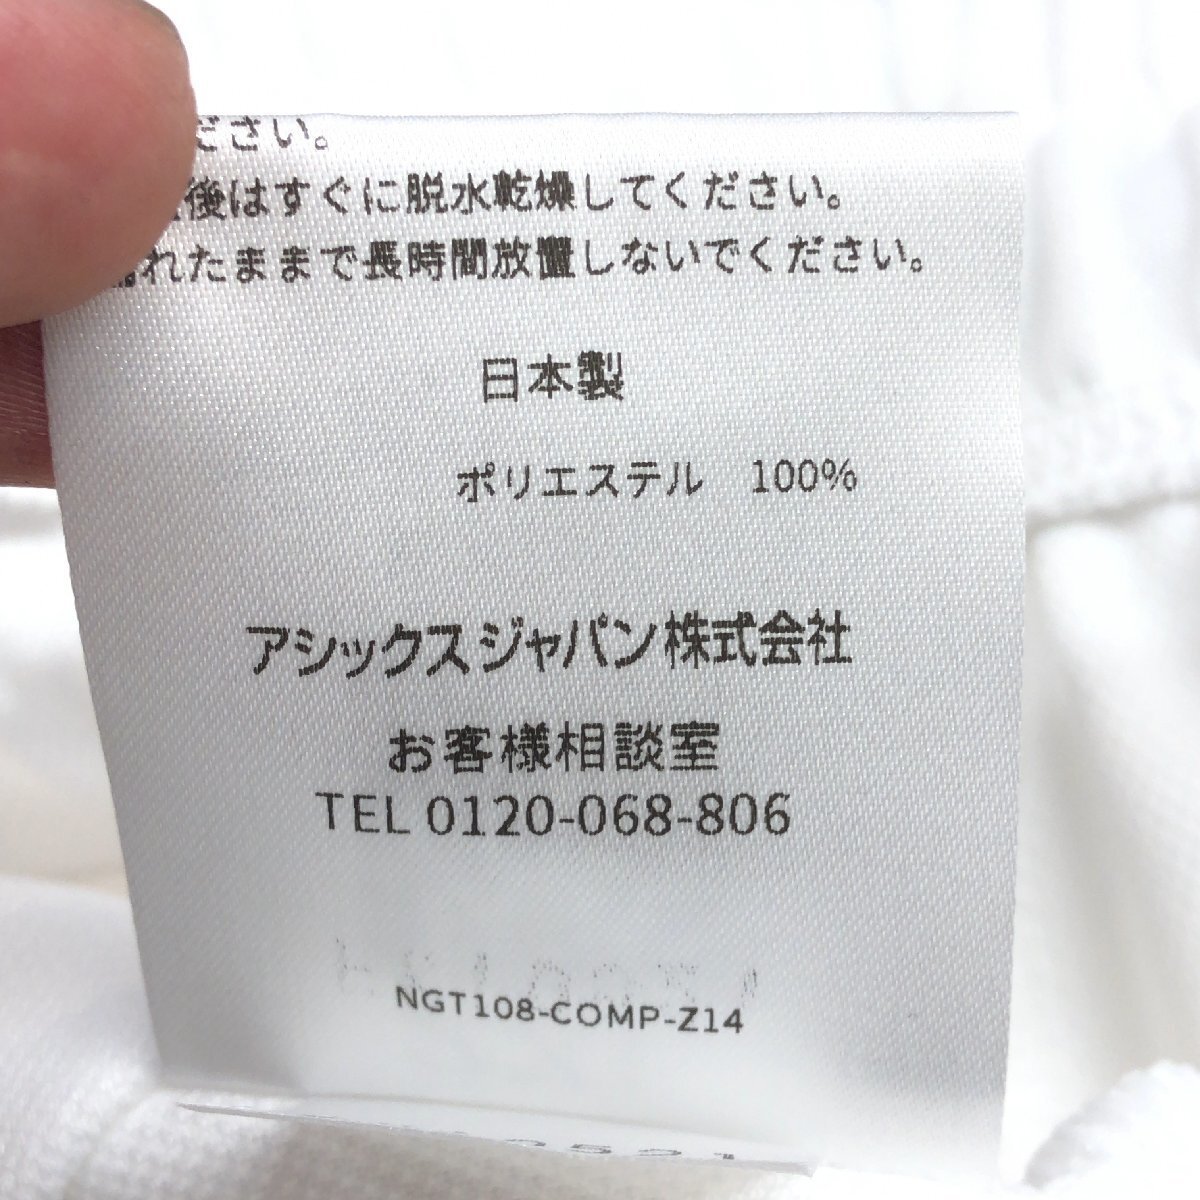 ださい。
後はすぐに脱水乾燥してください。
濡れたままで長時間放置しないでください。
日本製
ポリエステル 100%
アシックスジャパン株式会社
お客様相談室
TEL 0120-068-806
NGT108-COMP-Z14